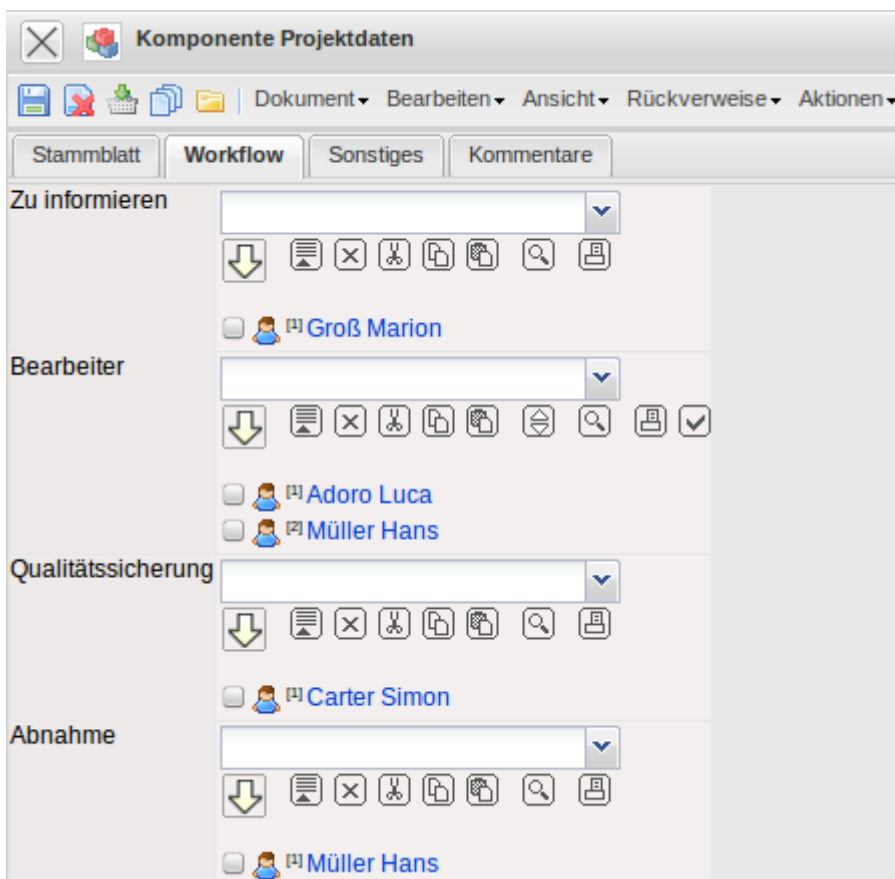 Komponente Projektdaten
Dokument Bearbeiten Ansicht Rückverweise Aktionen
Stammblatt Workflow Sonstiges Kommentare
Zu informieren
[1] Groß Marion
Bearbeiter
[1] Adoro Luca
[2] Müller Hans
Qualitätssicherung
[1] Carter Simon
Abnahme
[1] Müller Hans